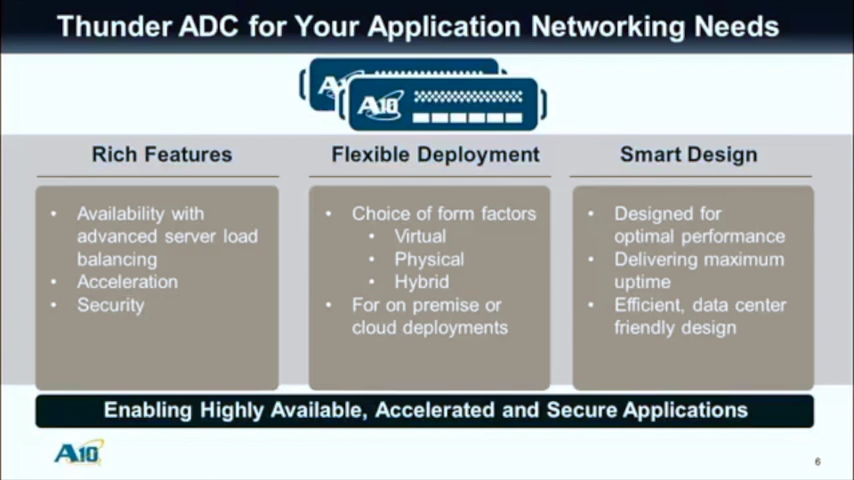 Thunder ADC for Your Application Networking Needs
A10
Rich Features
Flexible Deployment
Smart Design
• Availability with
advanced server load
balancing
• Acceleration
• Security
• Choice of form factors
• Virtual
• Physical
• Hybrid
• For on premise or
cloud deployments
• Designed for
optimal performance
• Delivering maximum
uptime
• Efficient, data center
friendly design
Enabling Highly Available, Accelerated and Secure Applications
A10
6